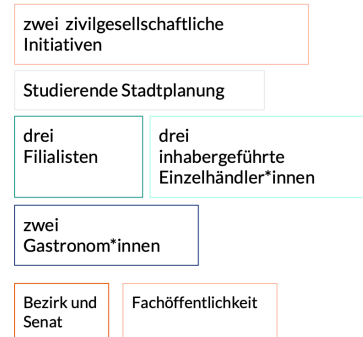 zwei zivilgesellschaftliche
Initiativen
Studierende Stadtplanung
drei
Filialisten
drei
inhabergeführte
Einzelhändler*innen
zwei
Gastronom*innen
Bezirk und
Senat
Fachöffentlichkeit